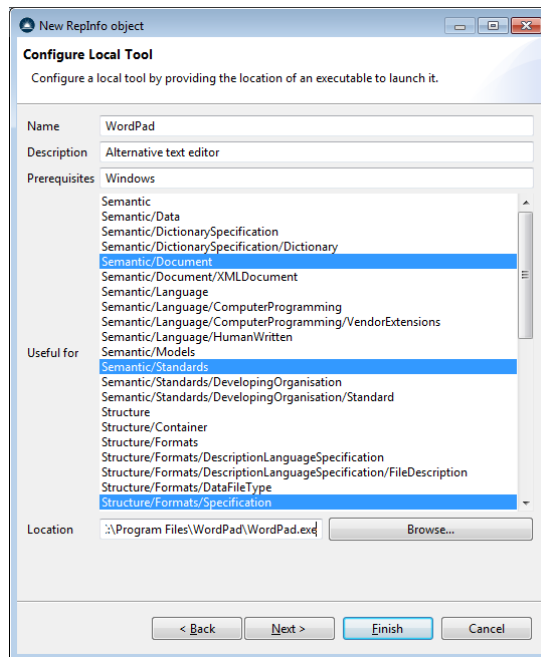 New RepInfo object
Configure Local Tool
Configure a local tool by providing the location of an executable to launch it.
Name WordPad
Description Alternative text editor
Prerequisites Windows
Useful for
Semantic
Semantic/Data
Semantic/DictionarySpecification
Semantic/DictionarySpecification/Dictionary
Semantic/Document
Semantic/Document/XMLDocument
Semantic/Language
Semantic/Language/ComputerProgramming
Semantic/Language/ComputerProgramming/VendorExtensions
Semantic/Language/HumanWritten
Semantic/Models
Semantic/Standards
Semantic/Standards/DevelopingOrganisation
Semantic/Standards/DevelopingOrganisation/Standard
Structure
Structure/Container
Structure/Formats
Structure/Formats/DescriptionLanguageSpecification
Structure/Formats/DescriptionLanguageSpecification/FileDescription
Structure/Formats/DataFileType
Structure/Formats/Specification
Location :\Program Files\WordPad\WordPad.exe Browse...
< Back Next > Finish Cancel